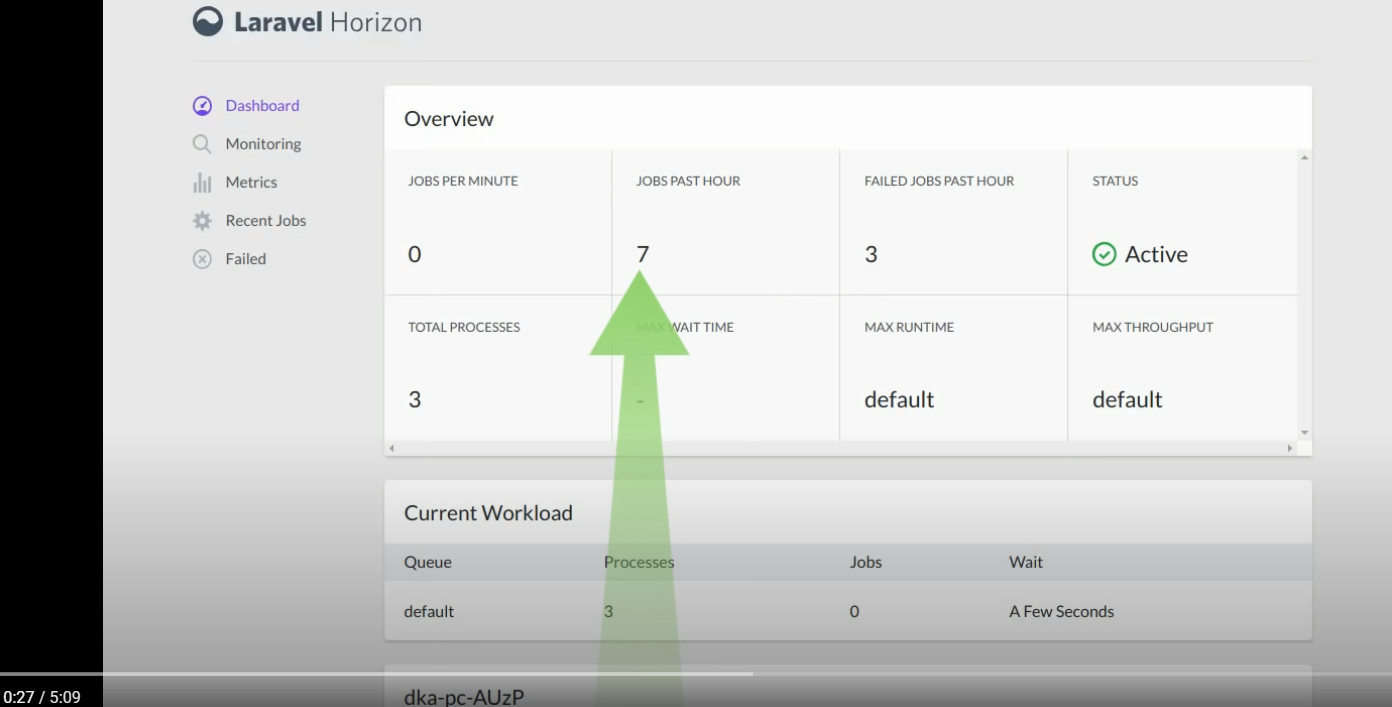 Laravel Horizon
Dashboard
Monitoring
Metrics
Recent Jobs
Failed
Overview
JOBS PER MINUTE
0
JOBS PAST HOUR
7
FAILED JOBS PAST HOUR
3
STATUS
Active
TOTAL PROCESSES
3
MAX WAIT TIME
-
MAX RUNTIME
default
MAX THROUGHPUT
default
Current Workload
Queue Processes Jobs Wait
default 3 0 A Few Seconds
dka-pc-AUzP
0:27 / 5:09